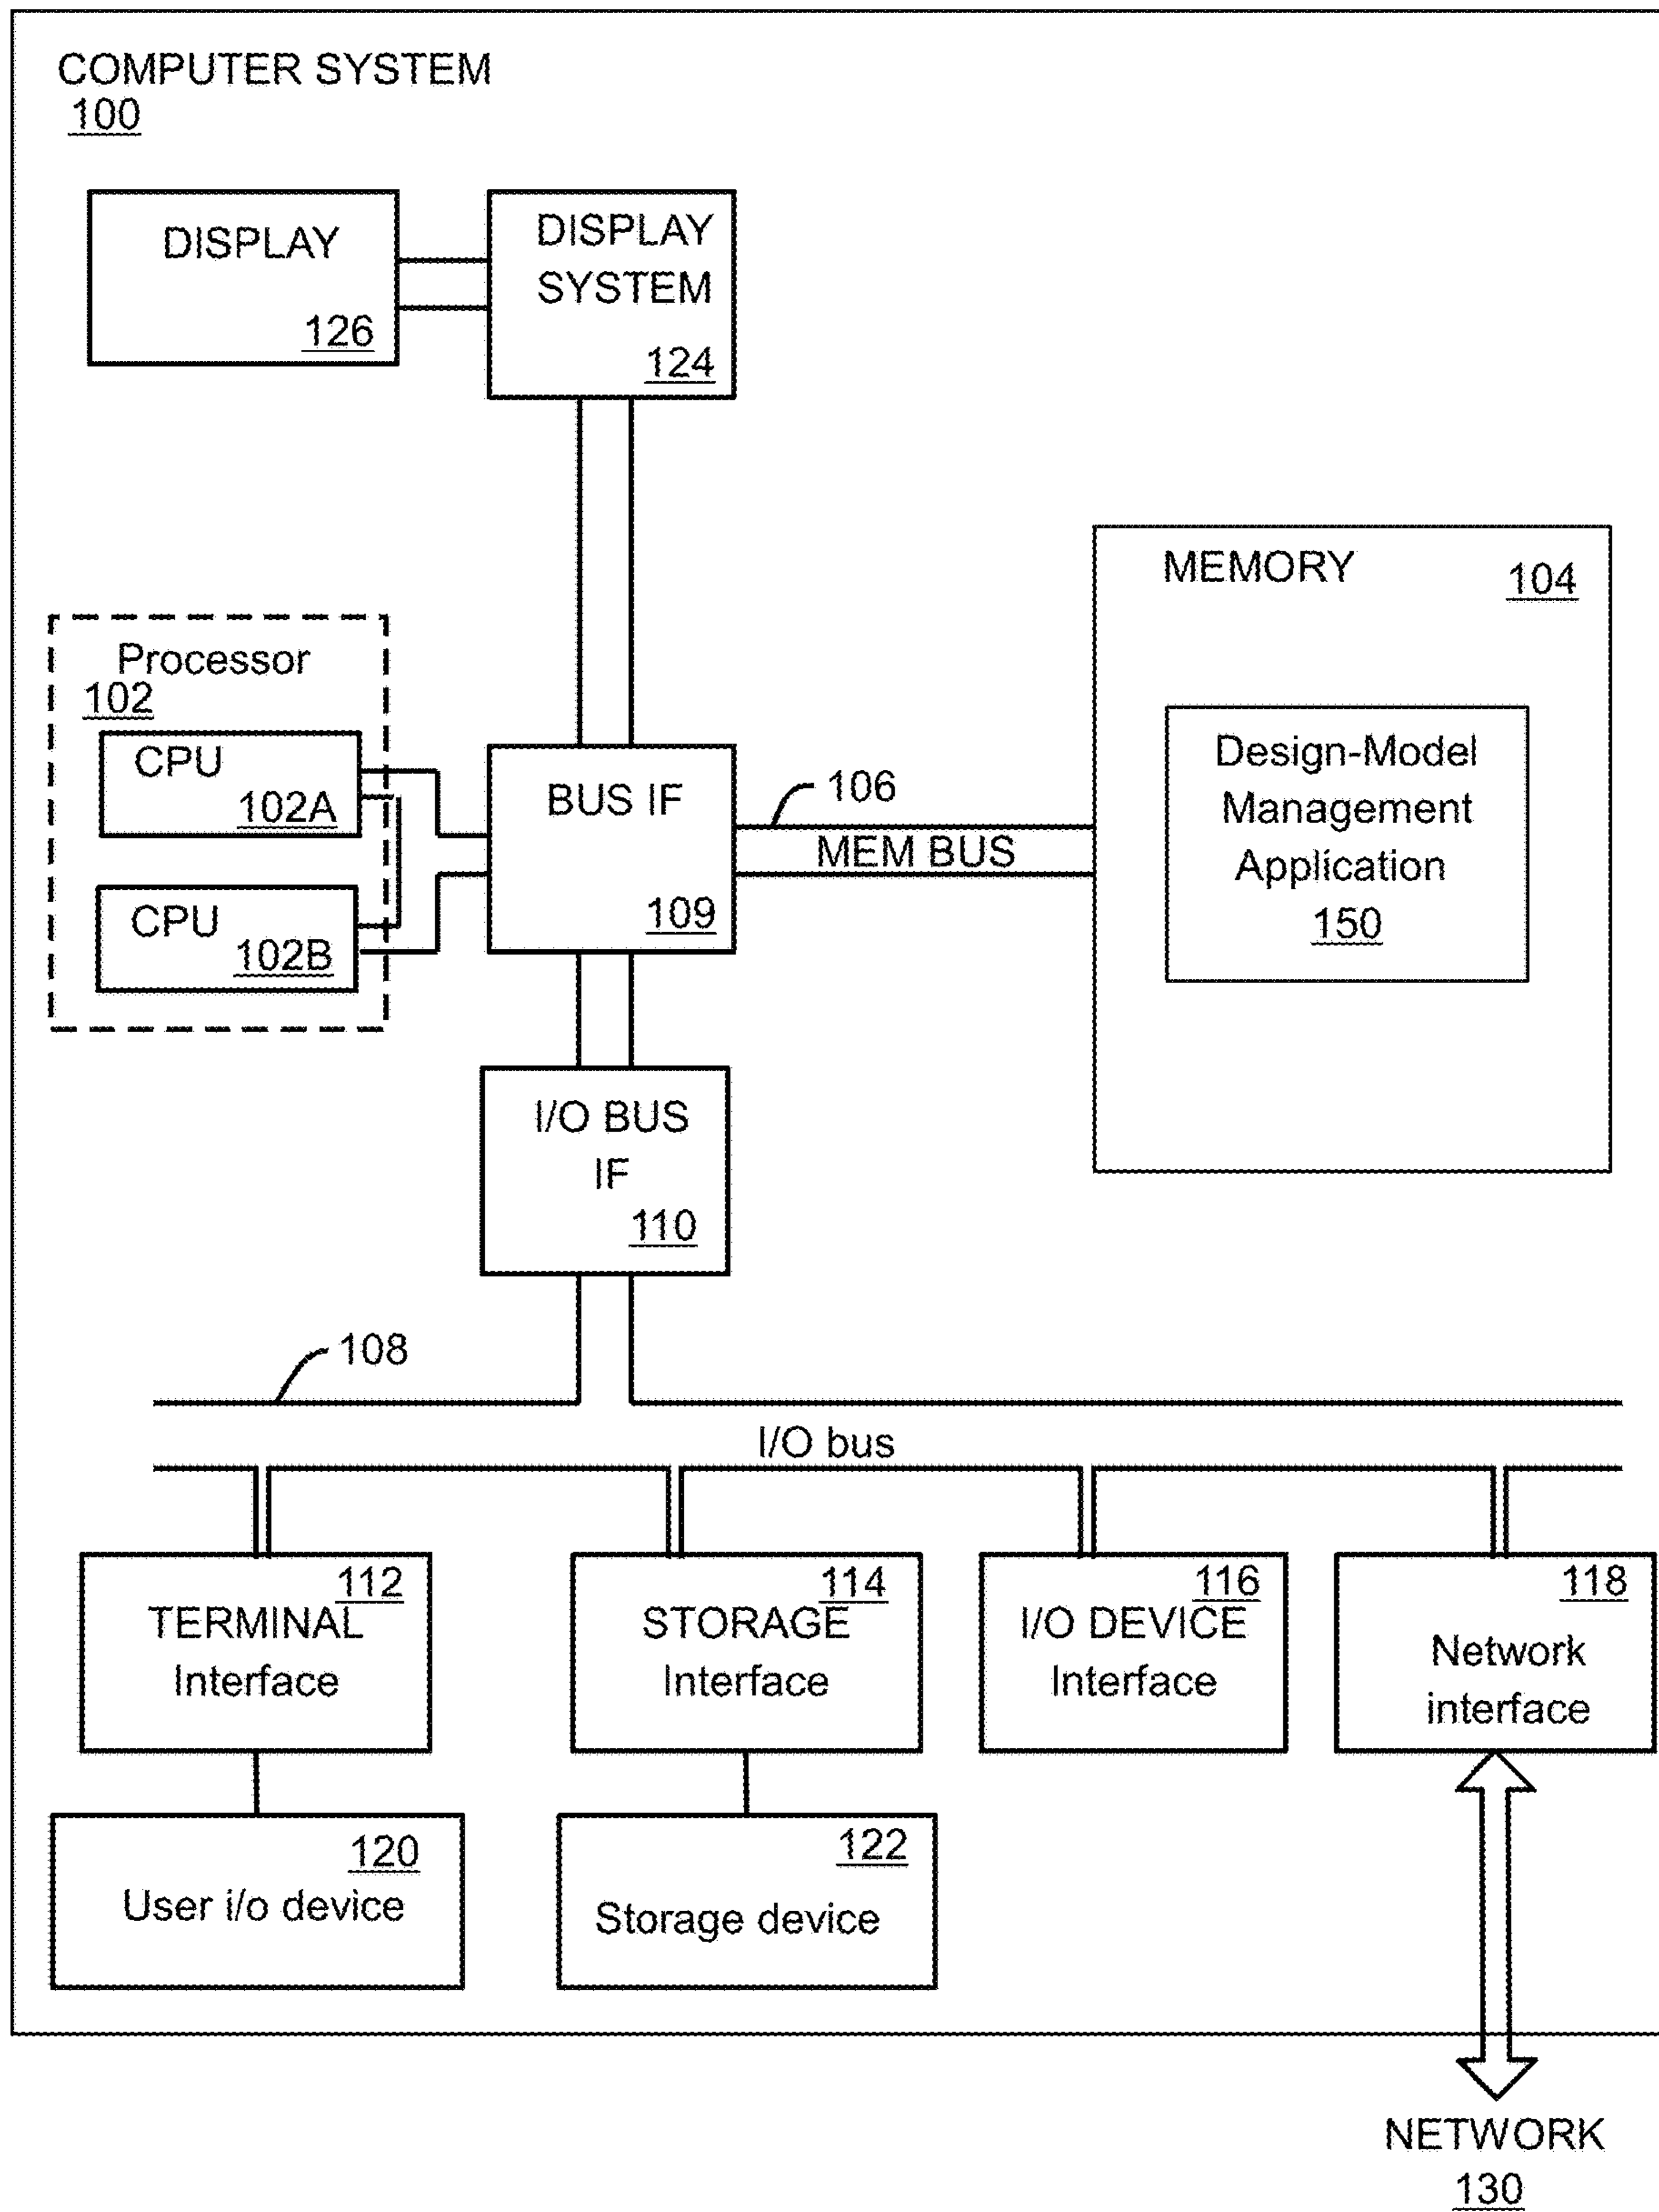 COMPUTER SYSTEM
100
DISPLAY
126
DISPLAY
SYSTEM
124
MEMORY
104
Design-Model
Management
Application
150
Processor
102
CPU
102A
CPU
102B
BUS IF
109
106
MEM BUS
I/O BUS
IF
110
108
I/O bus
112
TERMINAL
Interface
114
STORAGE
Interface
116
I/O DEVICE
Interface
118
Network
interface
120
User i/o device
122
Storage device
NETWORK
130